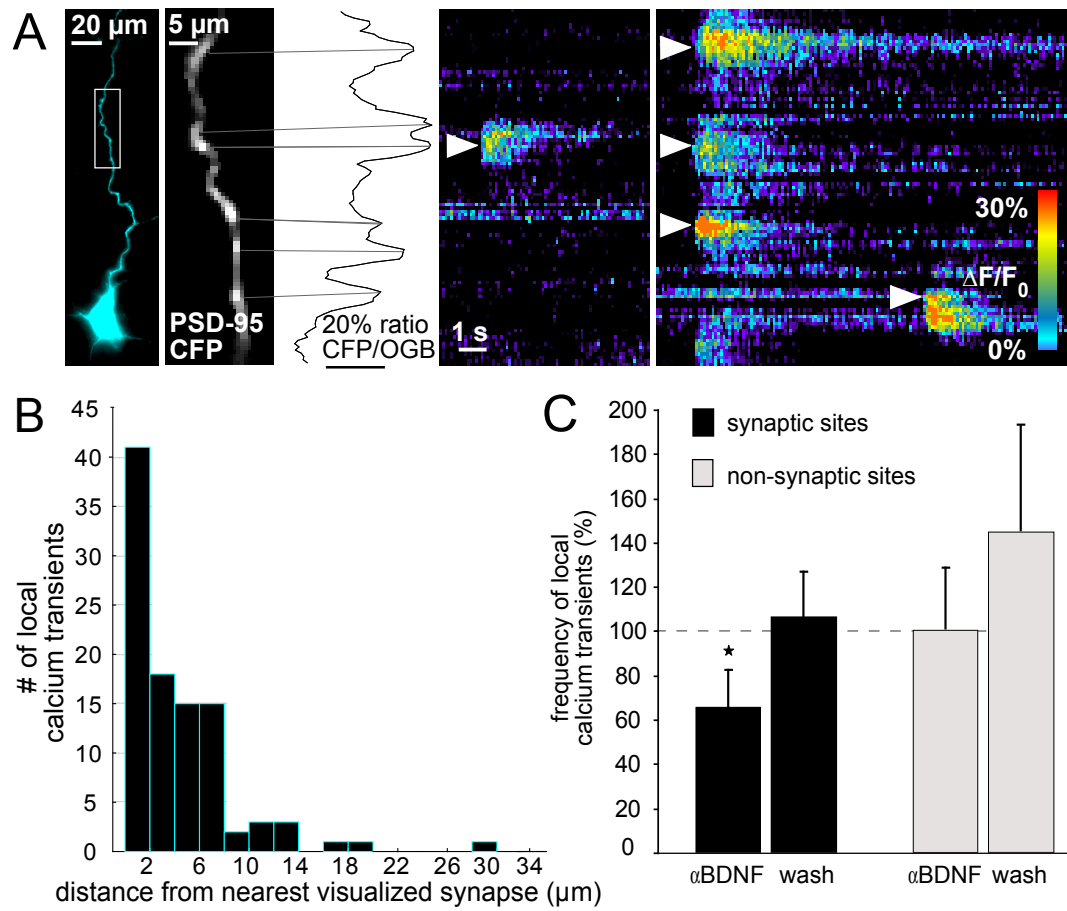 A
20 µm
5 µm
PSD-95
CFP
20% ratio
CFP/OGB
1 s
30%
ΔF/F0
0%
B
45
40
35
30
25
20
15
10
5
0
# of local
calcium transients
2 6 10 14 18 22 26 30 34
distance from nearest visualized synapse (µm)
C
200
180
160
140
120
100
80
60
40
20
0
frequency of local
calcium transients (%)
synaptic sites
non-synaptic sites
★
αBDNF wash αBDNF wash